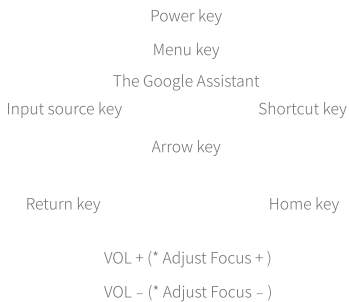 Power key
Menu key
The Google Assistant
Input source key Shortcut key
Arrow key
Return key Home key
VOL + (* Adjust Focus + )
VOL – (* Adjust Focus – )